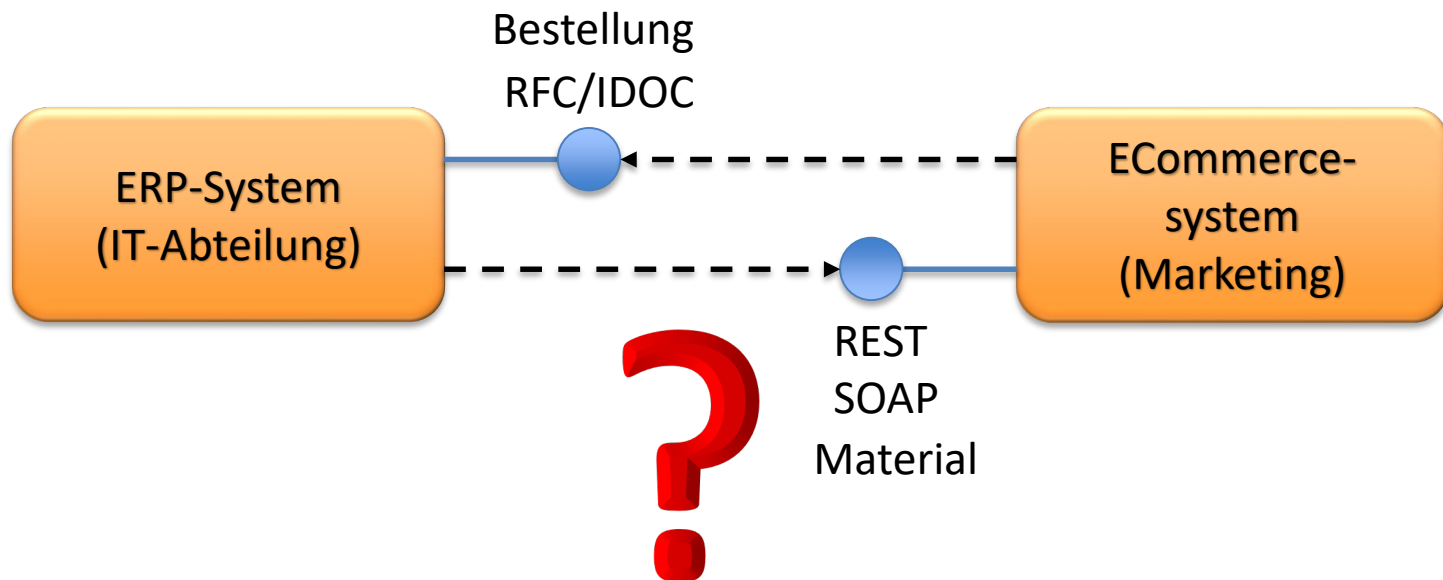 Bestellung
RFC/IDOC
ERP-System
(IT-Abteilung)
ECommerce-
system
(Marketing)
REST
SOAP
Material
?